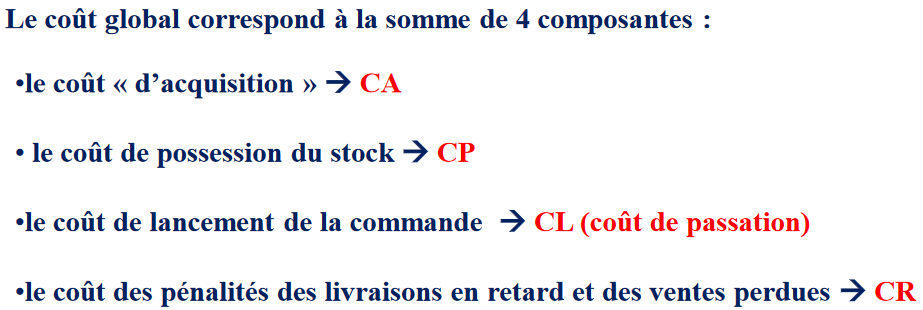 Le coût global correspond à la somme de 4 composantes :
•le coût « d’acquisition » → CA
• le coût de possession du stock → CP
•le coût de lancement de la commande → CL (coût de passation)
•le coût des pénalités des livraisons en retard et des ventes perdues → CR